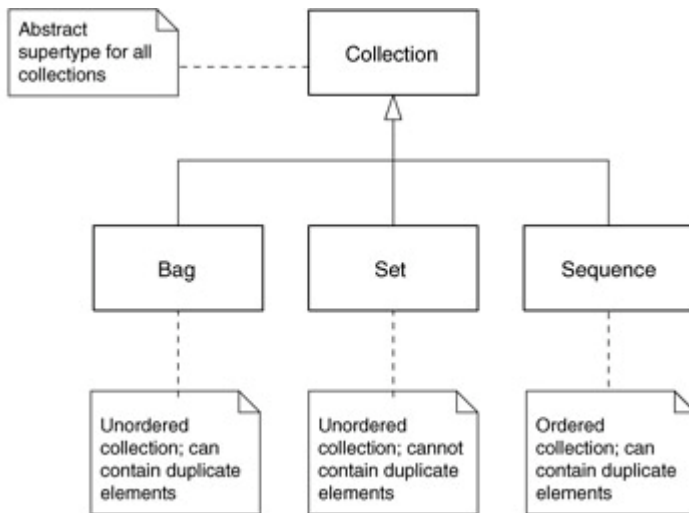 Abstract
supertype for all
collections
Collection
Bag
Set
Sequence
Unordered
collection; can
contain duplicate
elements
Unordered
collection; cannot
contain duplicate
elements
Ordered
collection; can
contain duplicate
elements